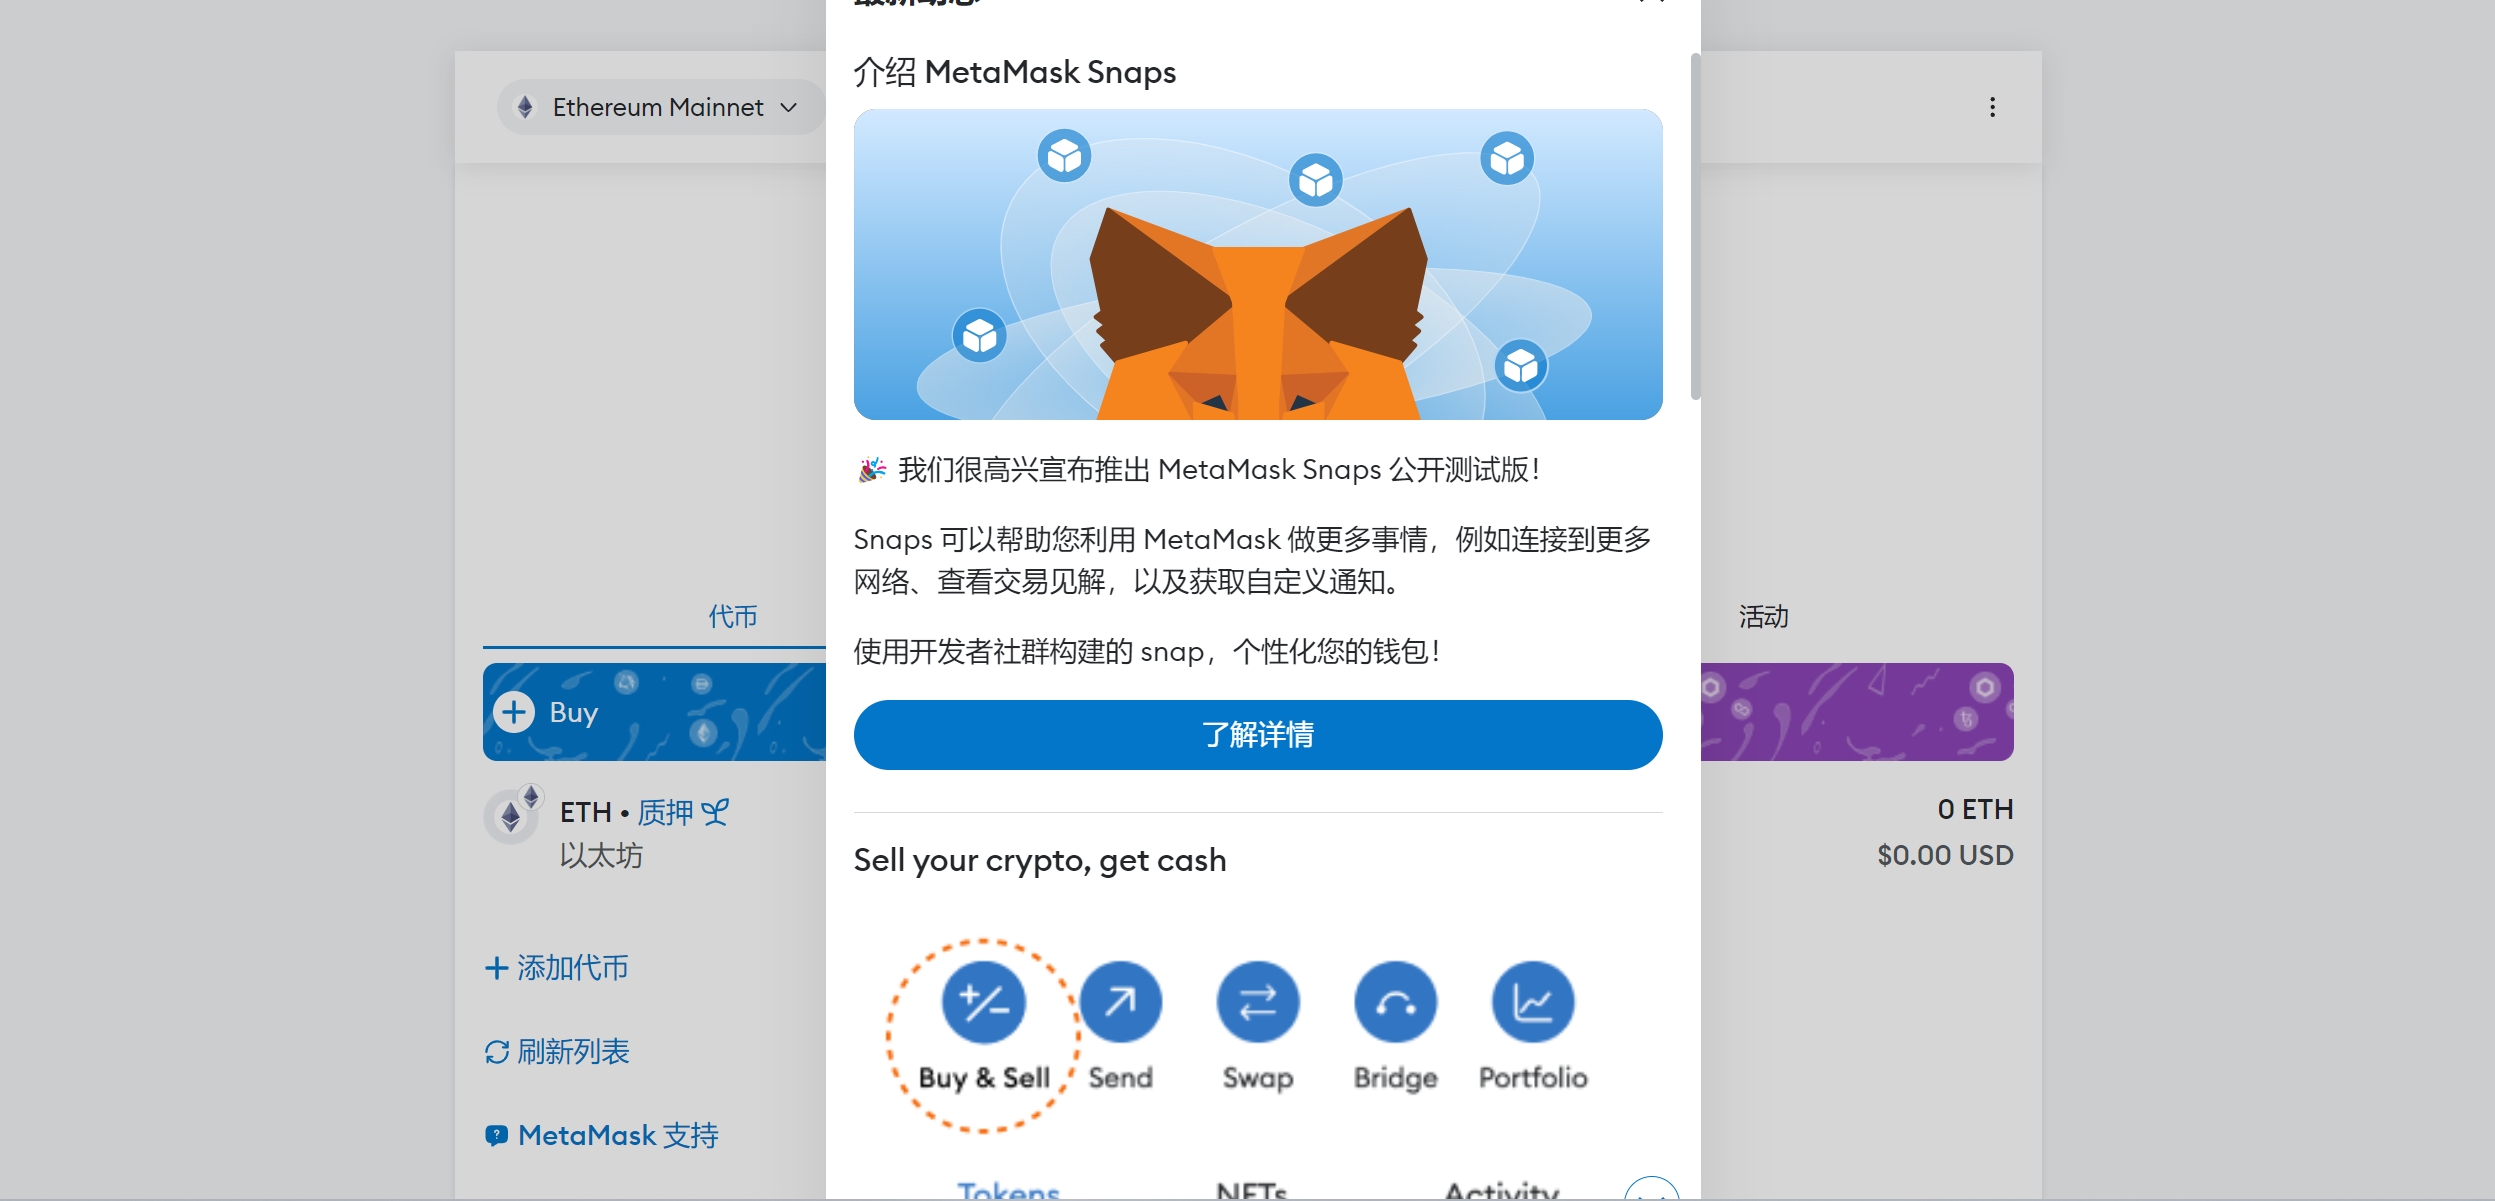 最新动态
介绍 MetaMask Snaps
Ethereum Mainnet
🎉 我们很高兴宣布推出 MetaMask Snaps 公开测试版！
Snaps 可以帮助您利用 MetaMask 做更多事情，例如连接到更多
网络、查看交易见解，以及获取自定义通知。
使用开发者社群构建的 snap，个性化您的钱包！
了解详情
代币
活动
Buy
ETH • 质押
以太坊
0 ETH
$0.00 USD
添加代币
刷新列表
MetaMask 支持
Sell your crypto, get cash
Buy & Sell
Send
Swap
Bridge
Portfolio
Tokens
NFTs
Activity